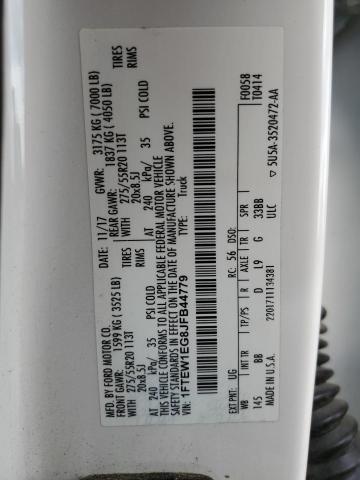 MFD. BY FORD MOTOR CO.
DATE: 11/17 GVWR: 3175 KG ( 7000 LB)
FRONT GAWR: 1599 KG ( 3525 LB) REAR GAWR: 1837 KG ( 4050 LB)
WITH 275/55R20 113T WITH 275/55R20 113T TIRES
20x8.5J 20x8.5J RIMS
AT 240 kPa/ 35 PSI COLD AT 240 kPa/ 35 PSI COLD
THIS VEHICLE CONFORMS TO ALL APPLICABLE FEDERAL MOTOR VEHICLE
SAFETY STANDARDS IN EFFECT ON THE DATE OF MANUFACTURE SHOWN ABOVE.
VIN: 1FTEW1EG8JFB44779
TYPE: Truck
F0058
T0414
EXT PNT: UG RC: 56 DSO:
WB INT TR TP/PS R AXLE TR SPR
145 BB D L9 G 33BB ULC
MADE IN U.S.A. 2201711134381 ▽ 5U5A-3520472-AA